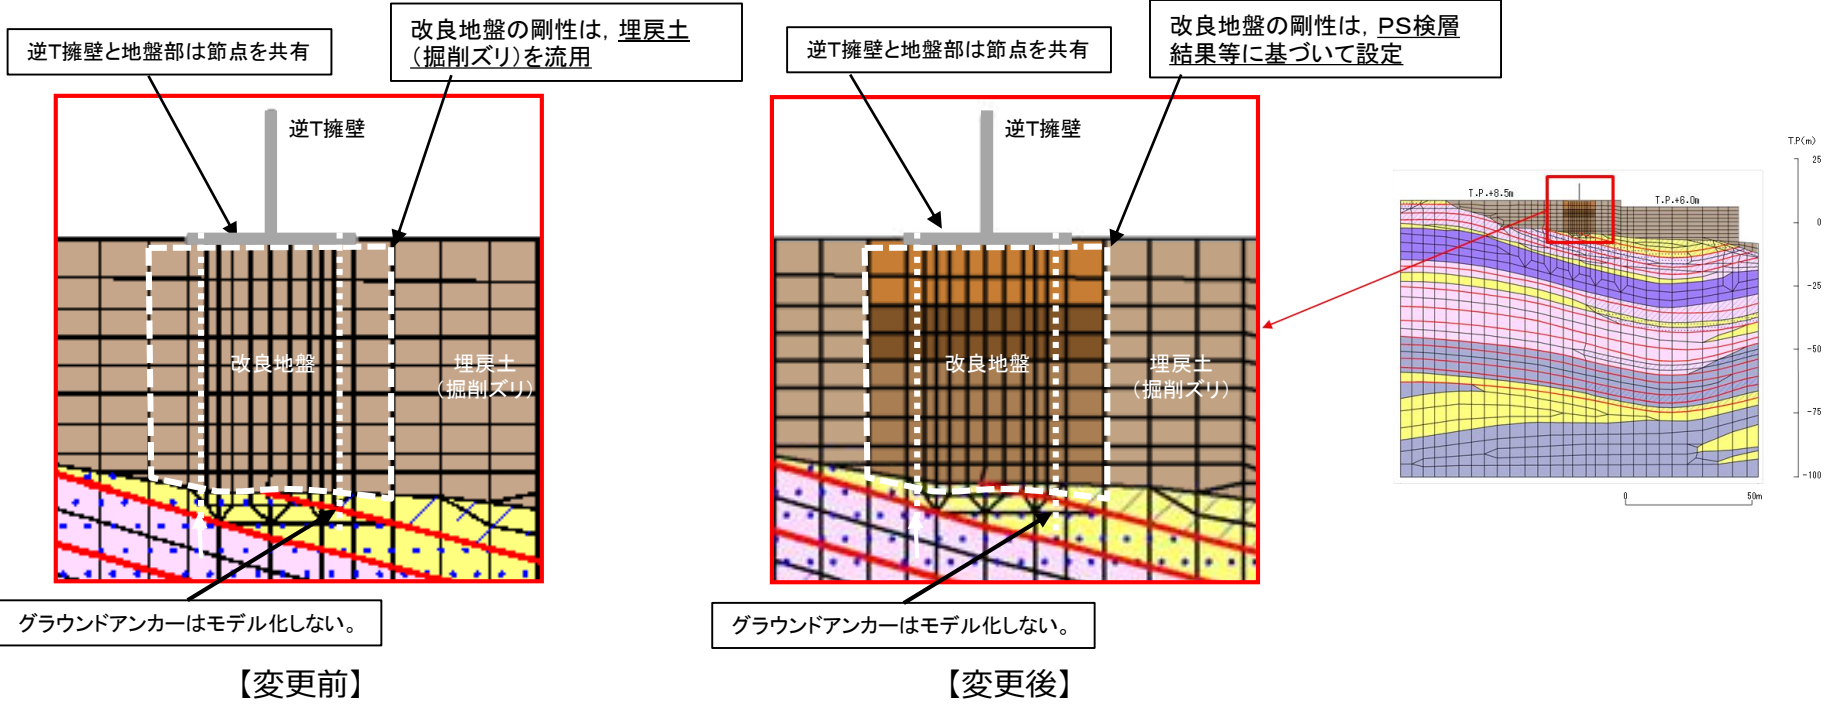 逆T擁壁と地盤部は節点を共有
改良地盤の剛性は, 埋戻土
(掘削ズリ)を流用
逆T擁壁
改良地盤
埋戻土
(掘削ズリ)
グラウンドアンカーはモデル化しない。
【変更前】
逆T擁壁と地盤部は節点を共有
改良地盤の剛性は, PS検層
結果等に基づいて設定
逆T擁壁
改良地盤
埋戻土
(掘削ズリ)
グラウンドアンカーはモデル化しない。
【変更後】
T.P(m)
25
T.P.+8.5m
T.P.+6.0m
0
-25
-50
-75
-100
0
50m